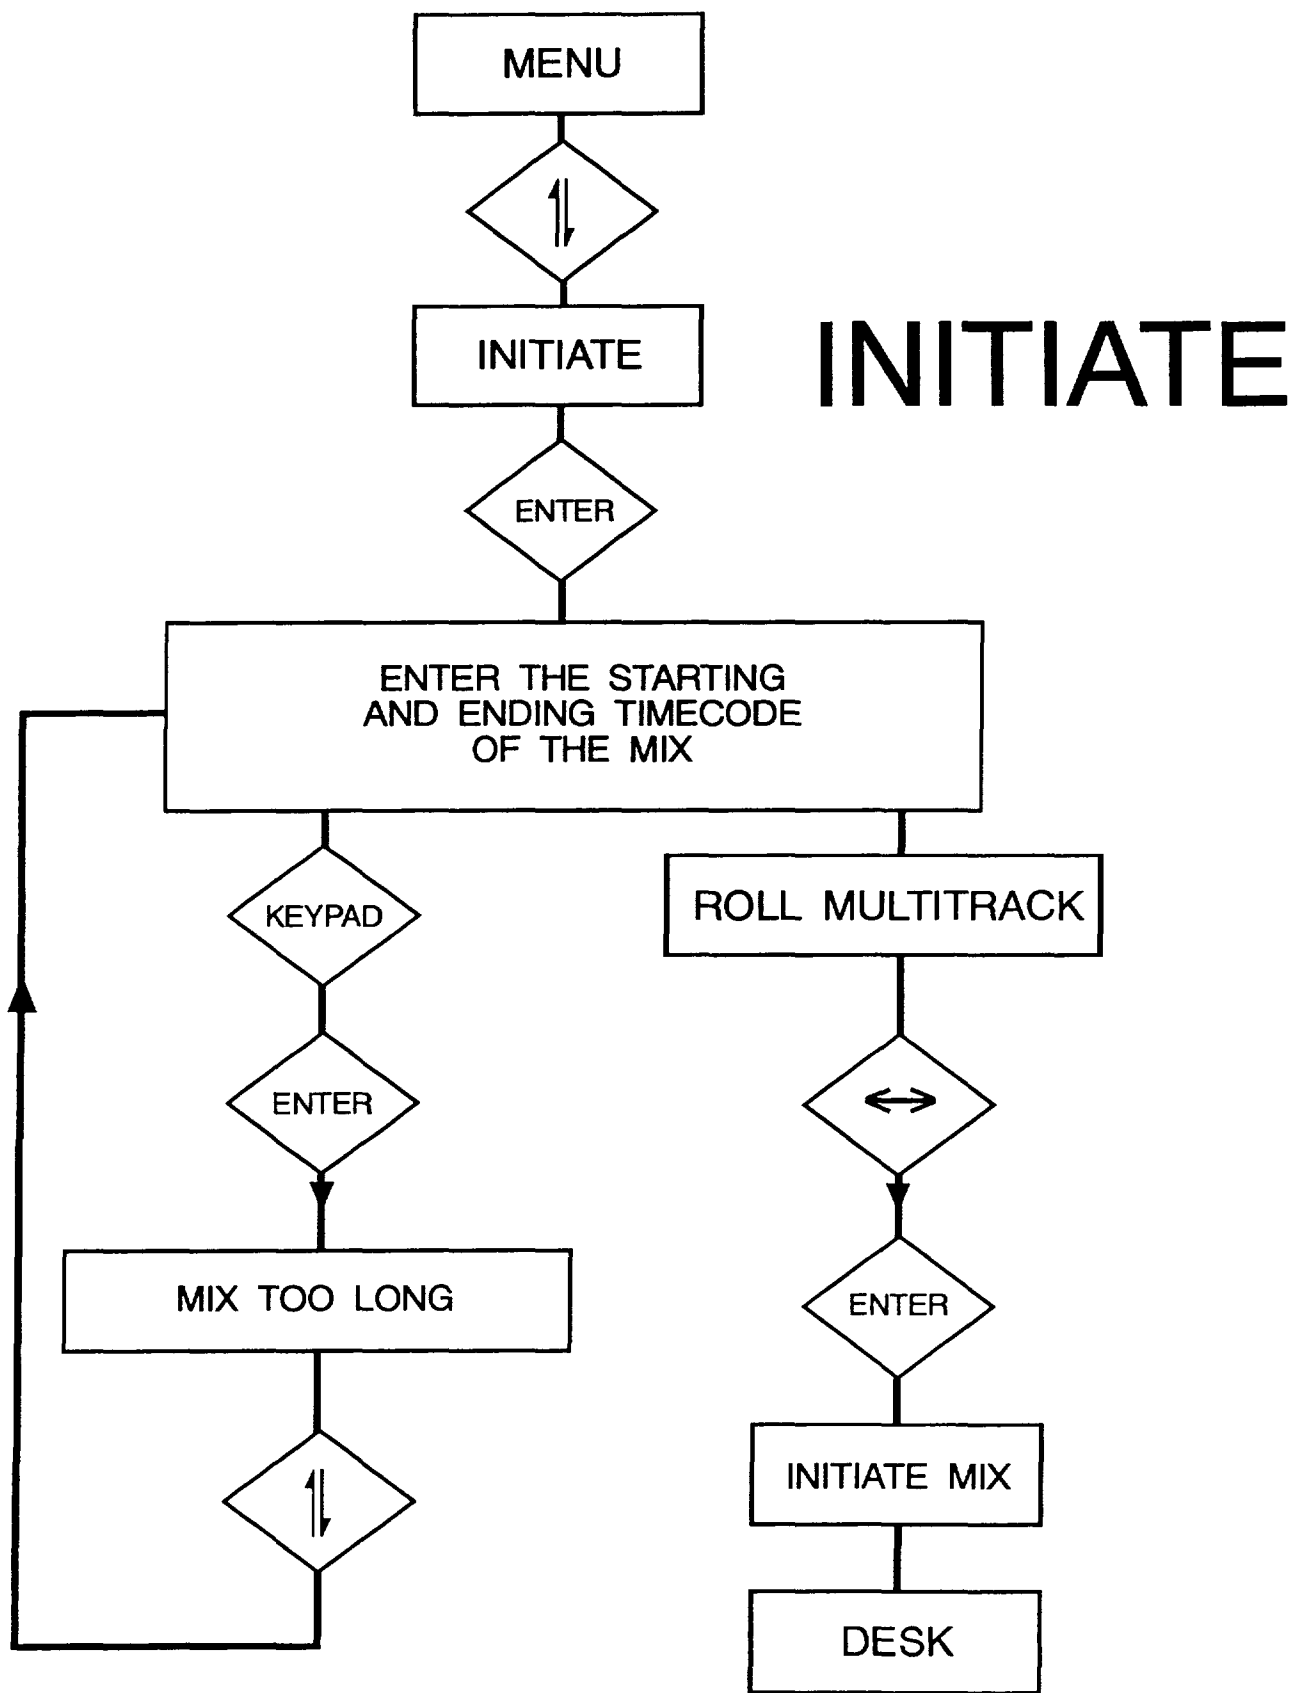 MENU
INITIATE
INITIATE
ENTER
ENTER THE STARTING
AND ENDING TIMECODE
OF THE MIX
KEYPAD
ROLL MULTITRACK
ENTER
MIX TOO LONG
ENTER
INITIATE MIX
DESK